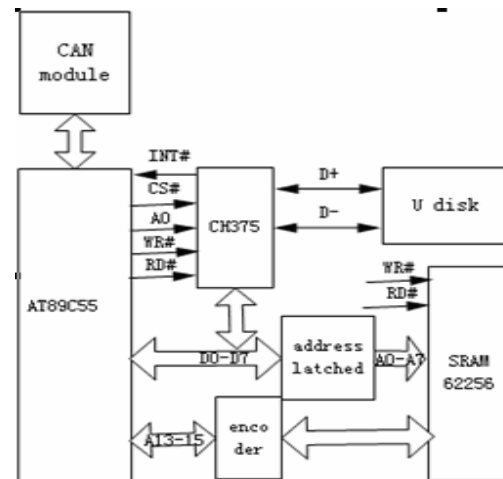 CAN
module
INT#
CS#
A0
WR#
RD#
CH375
D+
D-
U disk
AT89C55
WR#
RD#
D0-D7
address
latched
A0-A7
SRAM
62256
A13-15
enco
der